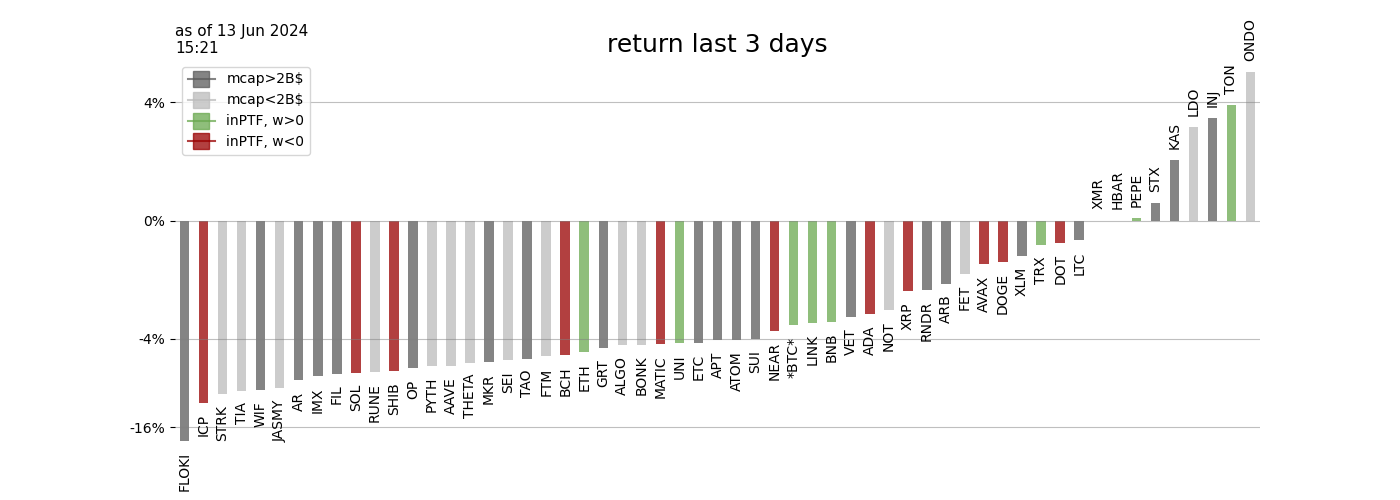 as of 13 Jun 2024
15:21
return last 3 days
mcap>2B$
mcap<2B$
inPTF, w>0
inPTF, w<0
4%
0%
-4%
-16%
FLOKI
ICP
STRK
TIA
WIF
JASMY
AR
IMX
FIL
SOL
RUNE
SHIB
OP
PYTH
AAVE
THETA
MKR
SEI
TAO
FTM
BCH
ETH
GRT
ALGO
BONK
MATIC
UNI
ETC
APT
ATOM
SUI
NEAR
*BTC*
LINK
BNB
VET
ADA
NOT
XRP
RNDR
ARB
FET
AVAX
DOGE
XLM
TRX
DOT
LTC
XMR
HBAR
PEPE
STX
KAS
LDO
INJ
TON
ONDO